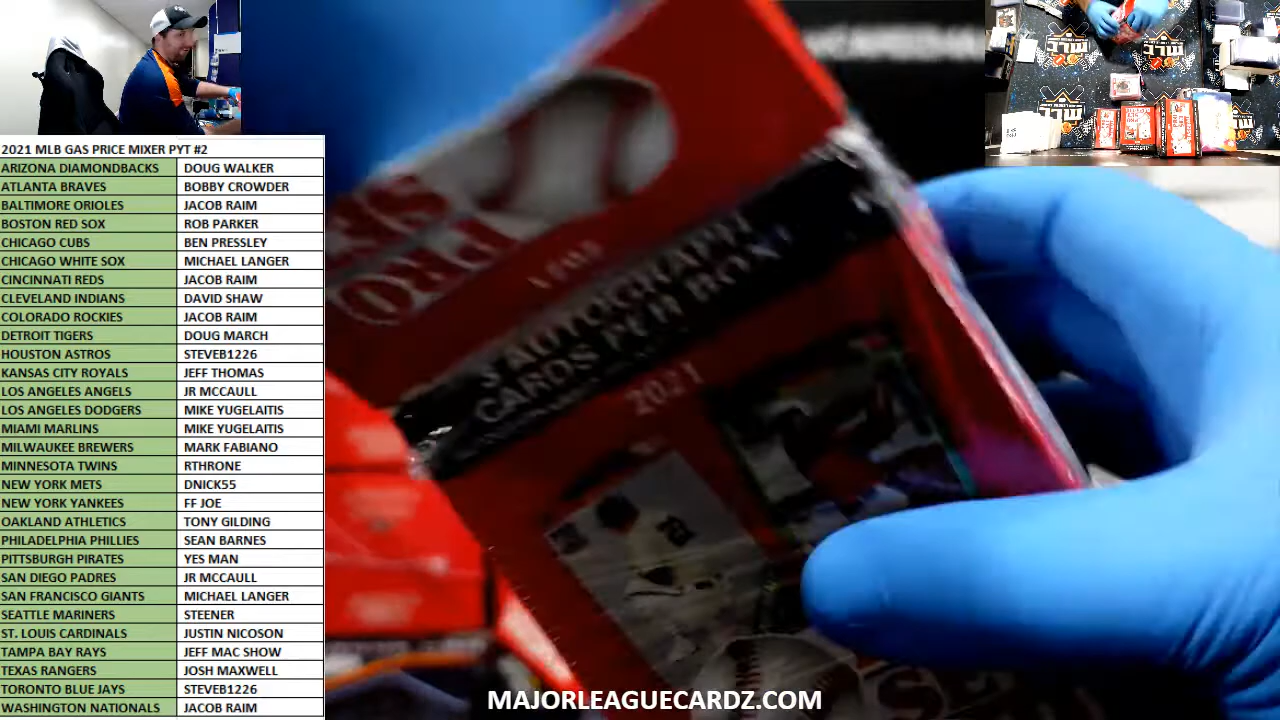 2021 MLB GAS PRICE MIXER PYT #2
ARIZONA DIAMONDBACKS DOUG WALKER
ATLANTA BRAVES BOBBY CROWDER
BALTIMORE ORIOLES JACOB RAIM
BOSTON RED SOX ROB PARKER
CHICAGO CUBS BEN PRESSLEY
CHICAGO WHITE SOX MICHAEL LANGER
CINCINNATI REDS JACOB RAIM
CLEVELAND INDIANS DAVID SHAW
COLORADO ROCKIES JACOB RAIM
DETROIT TIGERS DOUG MARCH
HOUSTON ASTROS STEVEB1226
KANSAS CITY ROYALS JEFF THOMAS
LOS ANGELES ANGELS JR MCCAULL
LOS ANGELES DODGERS MIKE YUGELAITIS
MIAMI MARLINS MIKE YUGELAITIS
MILWAUKEE BREWERS MARK FABIANO
MINNESOTA TWINS RTHRONE
NEW YORK METS DNICK55
NEW YORK YANKEES FF JOE
OAKLAND ATHLETICS TONY GILDING
PHILADELPHIA PHILLIES SEAN BARNES
PITTSBURGH PIRATES YES MAN
SAN DIEGO PADRES JR MCCAULL
SAN FRANCISCO GIANTS MICHAEL LANGER
SEATTLE MARINERS STEENER
ST. LOUIS CARDINALS JUSTIN NICOSON
TAMPA BAY RAYS JEFF MAC SHOW
TEXAS RANGERS JOSH MAXWELL
TORONTO BLUE JAYS STEVEB1226
WASHINGTON NATIONALS JACOB RAIM
PRO
3 AUTOGRAPH
CARDS PER BOX!
2021
MAJORLEAGUECARDZ.COM